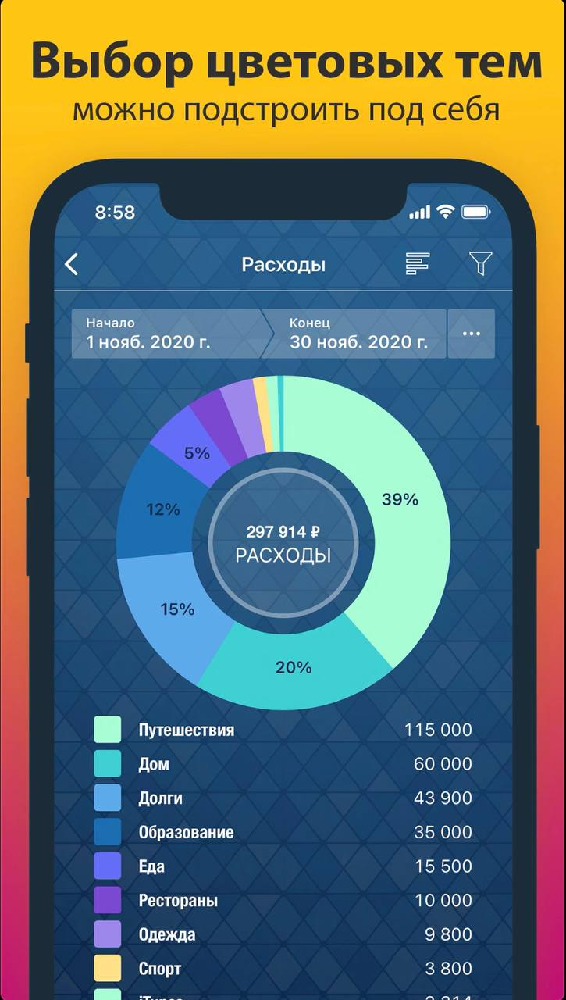 Выбор цветовых тем
можно подстроить под себя
8:58
Расходы
Начало
1 нояб. 2020 г.
Конец
30 нояб. 2020 г.
39%
5%
12%
297 914 ₽
РАСХОДЫ
15%
20%
Путешествия 115 000
Дом 60 000
Долги 43 900
Образование 35 000
Еда 15 500
Рестораны 10 000
Одежда 9 800
Спорт 3 800